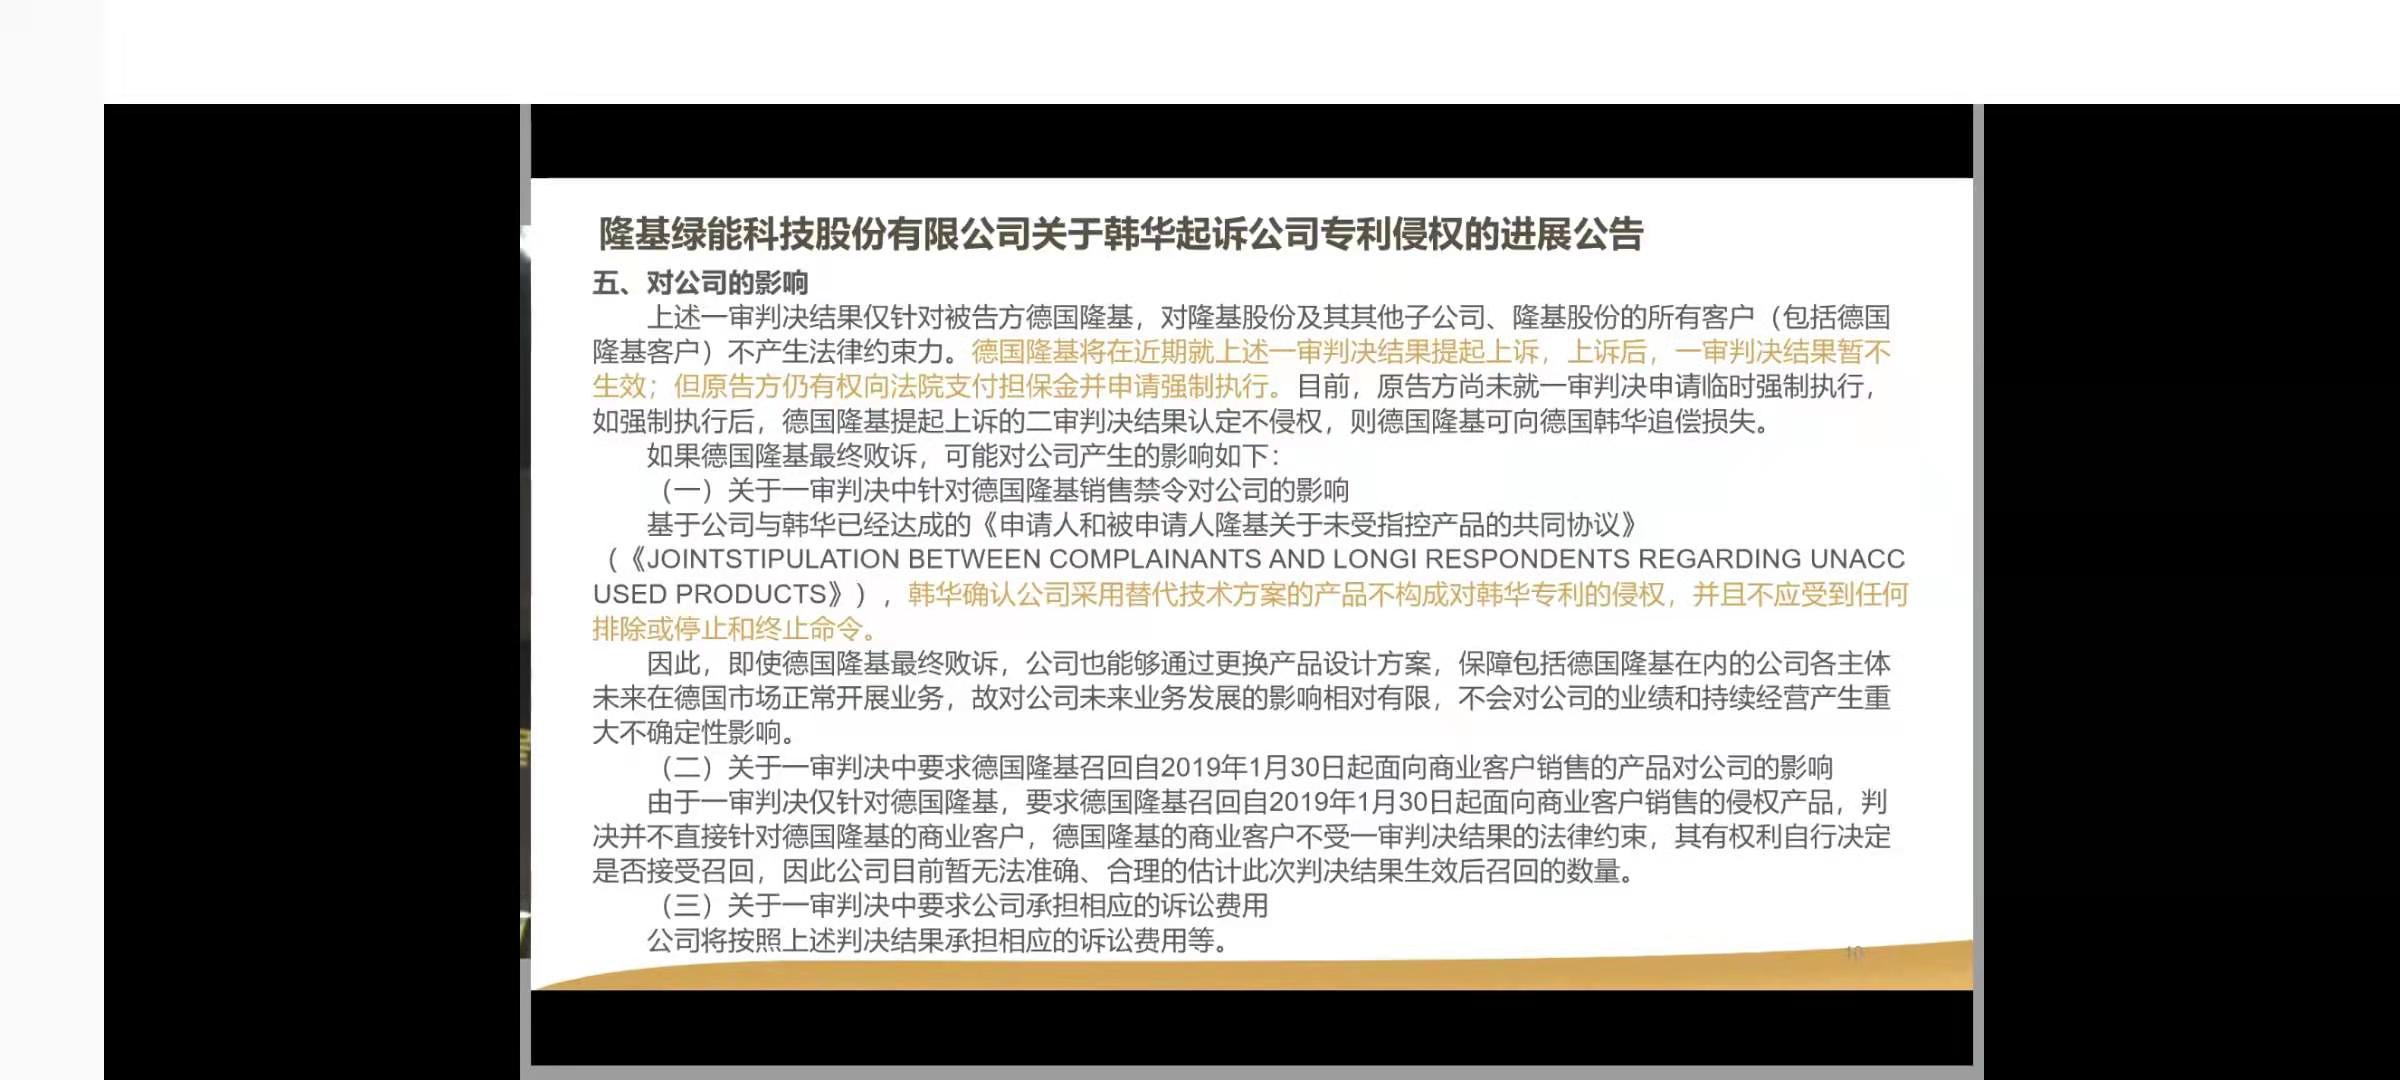 隆基绿能科技股份有限公司关于韩华起诉公司专利侵权的进展公告
五、对公司的影响
上述一审判决结果仅针对被告方德国隆基，对隆基股份及其其他子公司、隆基股份的所有客户（包括德国
隆基客户）不产生法律约束力。德国隆基将在近期就上述一审判决结果提起上诉，上诉后，一审判决结果暂不
生效；但原告方仍有权向法院支付担保金并申请强制执行。目前，原告方尚未就一审判决申请临时强制执行，
如强制执行后，德国隆基提起上诉的二审判决结果认定不侵权，则德国隆基可向德国韩华追偿损失。
如果德国隆基最终败诉，可能对公司产生的影响如下：
（一）关于一审判决中针对德国隆基销售禁令对公司的影响
基于公司与韩华已经达成的《申请人和被申请人隆基关于未受指控产品的共同协议》
（《JOINTSTIPULATION BETWEEN COMPLAINANTS AND LONGI RESPONDENTS REGARDING UNACC
USED PRODUCTS》），韩华确认公司采用替代技术方案的产品不构成对韩华专利的侵权，并且不应受到任何
排除或停止和终止命令。
因此，即使德国隆基最终败诉，公司也能够通过更换产品设计方案，保障包括德国隆基在内的公司各主体
未来在德国市场正常开展业务，故对公司未来业务发展的影响相对有限，不会对公司的业绩和持续经营产生重
大不确定性影响。
（二）关于一审判决中要求德国隆基召回自2019年1月30日起面向商业客户销售的产品对公司的影响
由于一审判决仅针对德国隆基，要求德国隆基召回自2019年1月30日起面向商业客户销售的侵权产品，判
决并不直接针对德国隆基的商业客户，德国隆基的商业客户不受一审判决结果的法律约束，其有权利自行决定
是否接受召回，因此公司目前暂无法准确、合理的估计此次判决结果生效后召回的数量。
（三）关于一审判决中要求公司承担相应的诉讼费用
公司将按照上述判决结果承担相应的诉讼费用等。
10